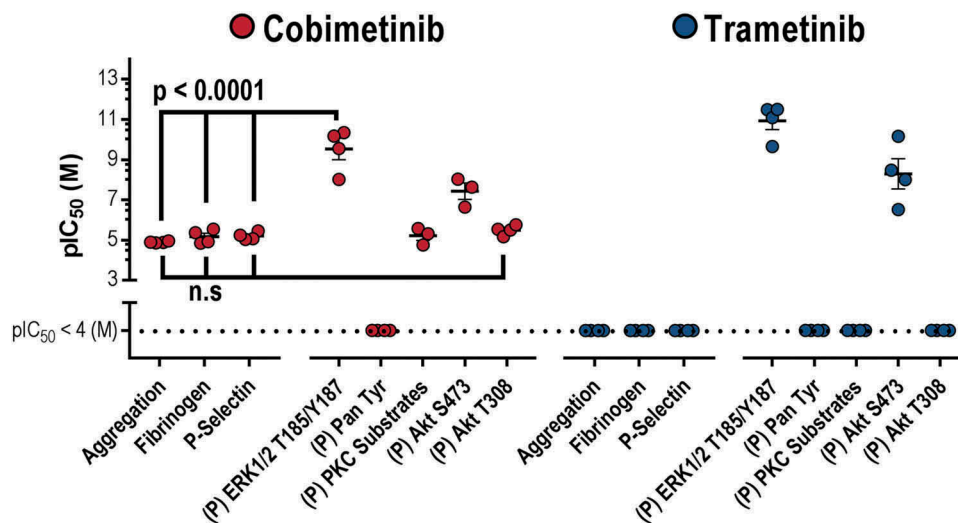 Cobimetinib
Trametinib
pIC50 (M)
13
11
9
7
5
3
p < 0.0001
n.s
pIC50 < 4 (M)
Aggregation
Fibrinogen
P-Selectin
(P) ERK1/2 T185/Y187
(P) Pan Tyr
(P) PKC Substrates
(P) Akt S473
(P) Akt T308
Aggregation
Fibrinogen
P-Selectin
(P) ERK1/2 T185/Y187
(P) Pan Tyr
(P) PKC Substrates
(P) Akt S473
(P) Akt T308